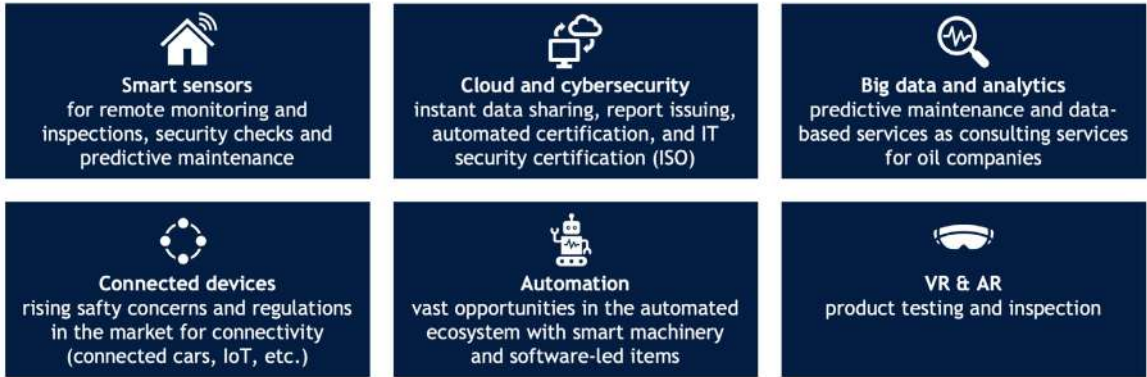 Smart sensors
for remote monitoring and
inspections, security checks and
predictive maintenance
Cloud and cybersecurity
instant data sharing, report issuing,
automated certification, and IT
security certification (ISO)
Big data and analytics
predictive maintenance and data-
based services as consulting services
for oil companies
Connected devices
rising safty concerns and regulations
in the market for connectivity
(connected cars, IoT, etc.)
Automation
vast opportunities in the automated
ecosystem with smart machinery
and software-led items
VR & AR
product testing and inspection